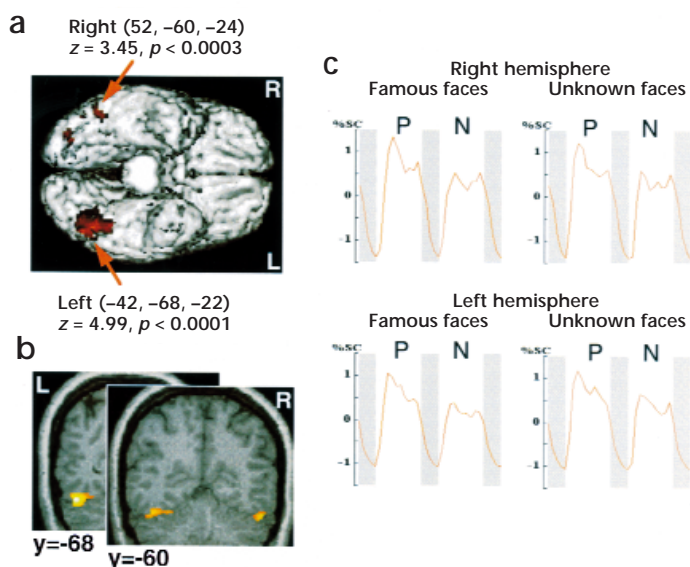 a
Right (52, –60, –24)
z = 3.45, p < 0.0003
R
L
Left (–42, –68, –22)
z = 4.99, p < 0.0001
b
L
R
y=-68
y=-60
c
Right hemisphere
Famous faces
Unknown faces
%SC
P
N
1
0
-1
%SC
P
N
1
0
-1
Left hemisphere
Famous faces
Unknown faces
%SC
P
N
1
0
-1
%SC
P
N
1
0
-1